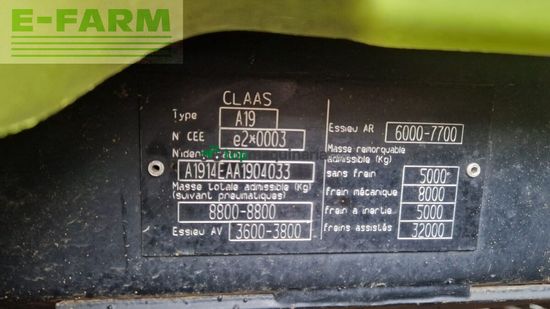 E-FARM
CLAAS
Type A19
N° CEE e2*0003
A1914EAA1904033
Masse totale admissible (Kg)
(suivant pneumatiques)
8800-8800
Essieu AV 3600-3800
Essieu AR 6000-7700
Masse remorquable
admissible (Kg)
sans frein 5000
frein mécanique 8000
frein à inertie 5000
freins assistés 32000